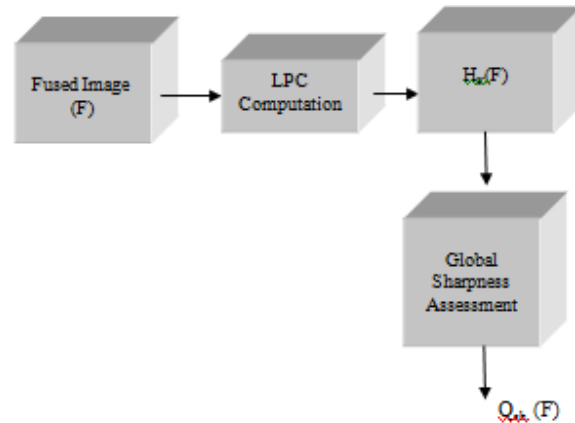 Fused Image
(F)
LPC
Computation
(F)
Global
Sharpness
Assessment
(F)